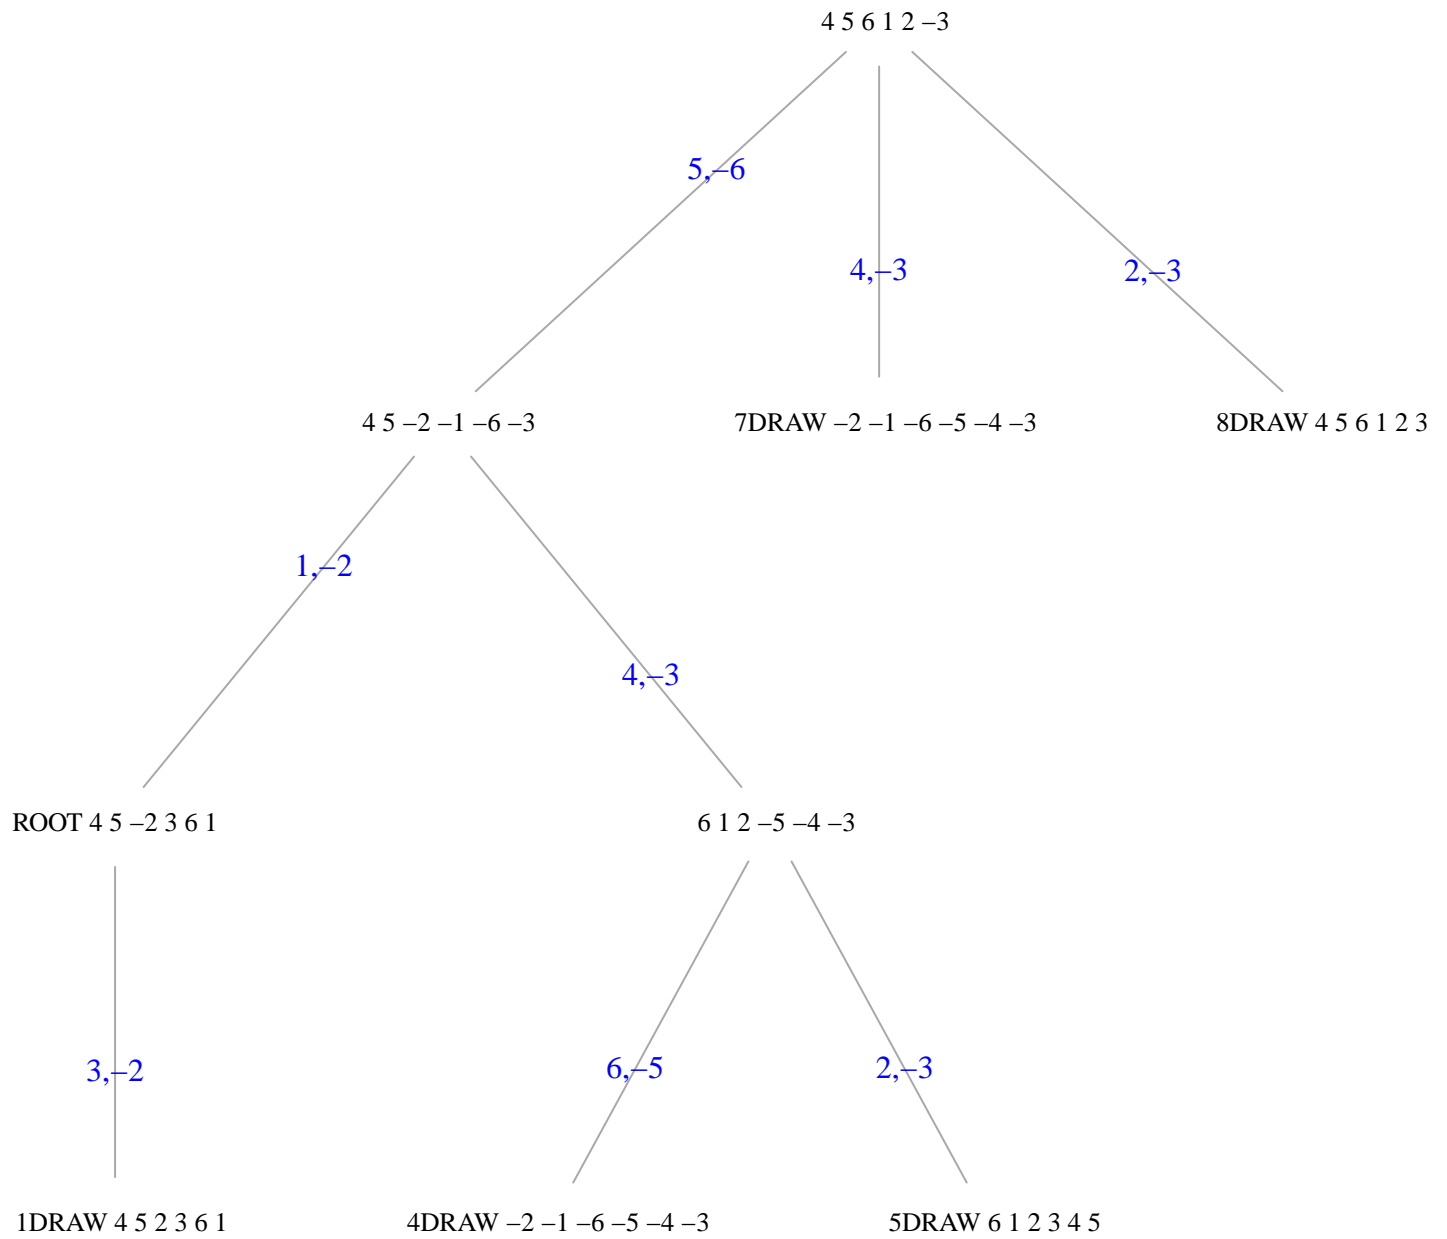 4 5 6 1 2 –3
5,–6
4,–3
2,–3
4 5 –2 –1 –6 –3
7DRAW –2 –1 –6 –5 –4 –3
8DRAW 4 5 6 1 2 3
1,–2
4,–3
ROOT 4 5 –2 3 6 1
6 1 2 –5 –4 –3
3,–2
6,–5
2,–3
1DRAW 4 5 2 3 6 1
4DRAW –2 –1 –6 –5 –4 –3
5DRAW 6 1 2 3 4 5